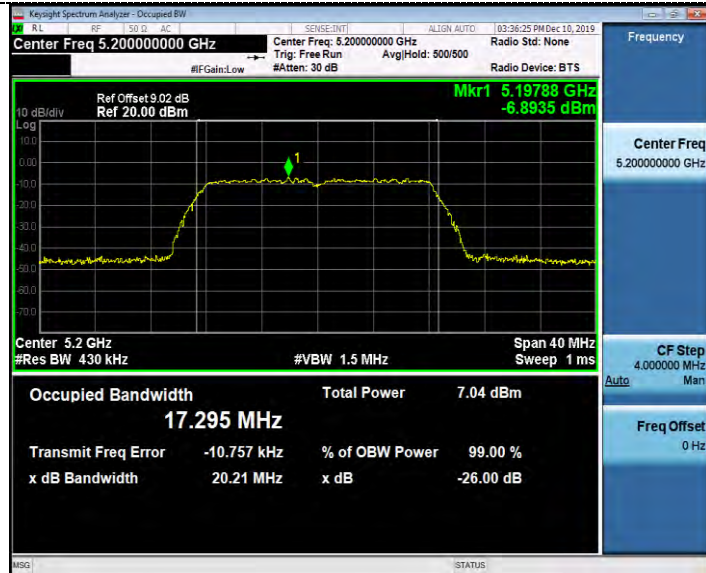 Keysight Spectrum Analyzer - Occupied BW
RL RF 50 Ω AC SENSE:INT ALIGN AUTO 03:36:25 PM Dec 10, 2019
Center Freq 5.200000000 GHz
Center Freq: 5.200000000 GHz
Radio Std: None
Trig: Free Run Avg|Hold: 500/500
#IFGain:Low #Atten: 30 dB Radio Device: BTS
Frequency
Ref Offset 9.02 dB
10 dB/div Ref 20.00 dBm
Mkr1 5.19788 GHz
-6.8935 dBm
Log
10.0
0.00
-10.0
-20.0
-30.0
-40.0
-50.0
-60.0
-70.0
1
Center 5.2 GHz Span 40 MHz
#Res BW 430 kHz #VBW 1.5 MHz Sweep 1 ms
Occupied Bandwidth Total Power 7.04 dBm
17.295 MHz
Transmit Freq Error -10.757 kHz % of OBW Power 99.00 %
x dB Bandwidth 20.21 MHz x dB -26.00 dB
Center Freq
5.200000000 GHz
CF Step
4.000000 MHz
Auto Man
Freq Offset
0 Hz
MSG STATUS